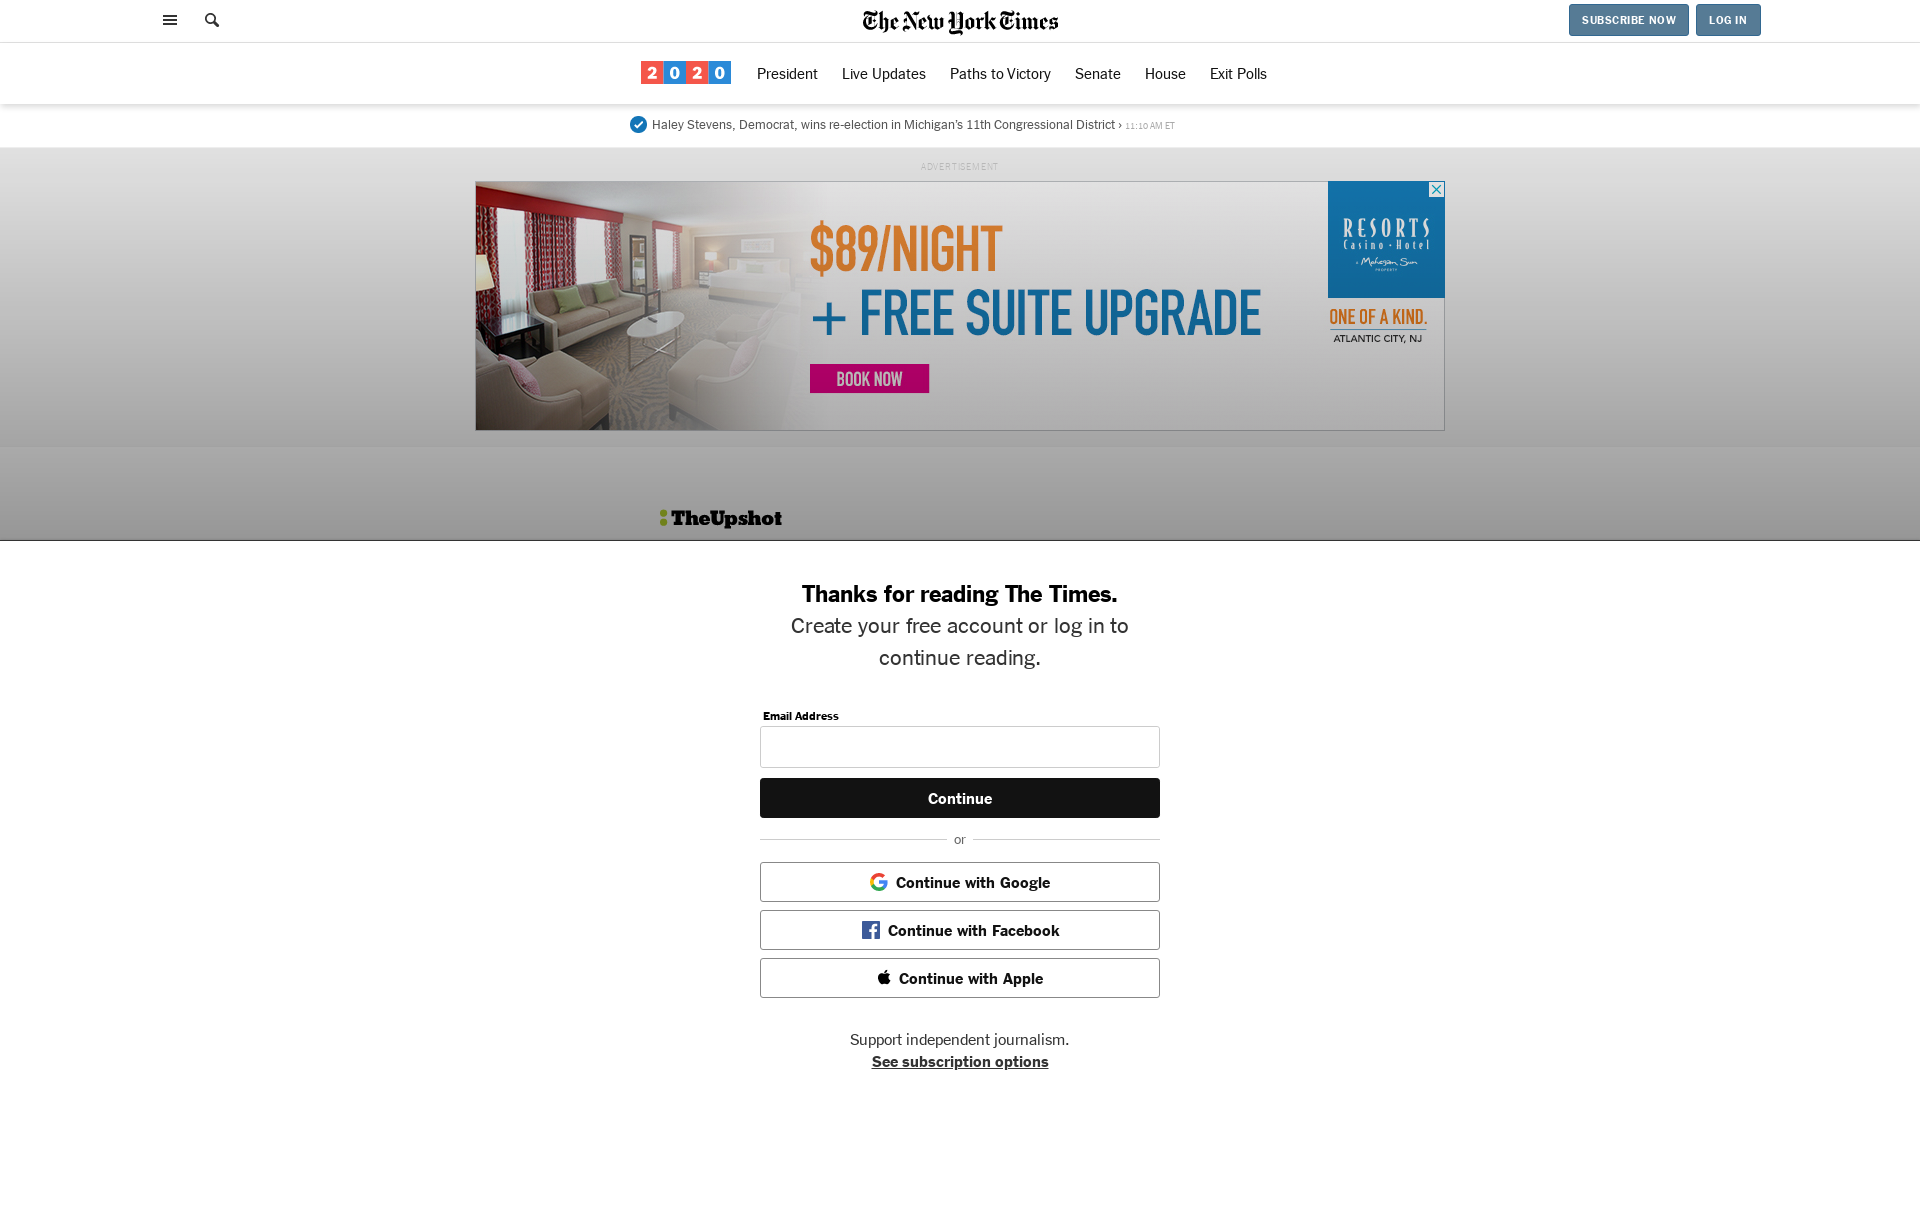 The New York Times
SUBSCRIBE NOW
LOG IN
2020
President
Live Updates
Paths to Victory
Senate
House
Exit Polls
Haley Stevens, Democrat, wins re-election in Michigan’s 11th Congressional District › 11:10 AM ET
ADVERTISEMENT
$89/NIGHT
+ FREE SUITE UPGRADE
BOOK NOW
RESORTS
Casino • Hotel
a Mohegan Sun
PROPERTY
ONE OF A KIND.
ATLANTIC CITY, NJ
TheUpshot
Thanks for reading The Times.
Create your free account or log in to
continue reading.
Email Address
Continue
or
Continue with Google
Continue with Facebook
Continue with Apple
Support independent journalism.
See subscription options